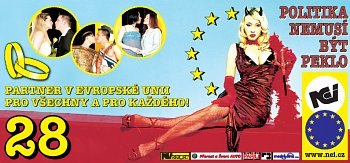 PARTNER V EVROPSKÉ UNII
PRO VŠECHNY A PRO KAŽDÉHO!
28
POLITIKA
NEMUSÍ
BÝT
PEKLO
NEI
www.nei.cz